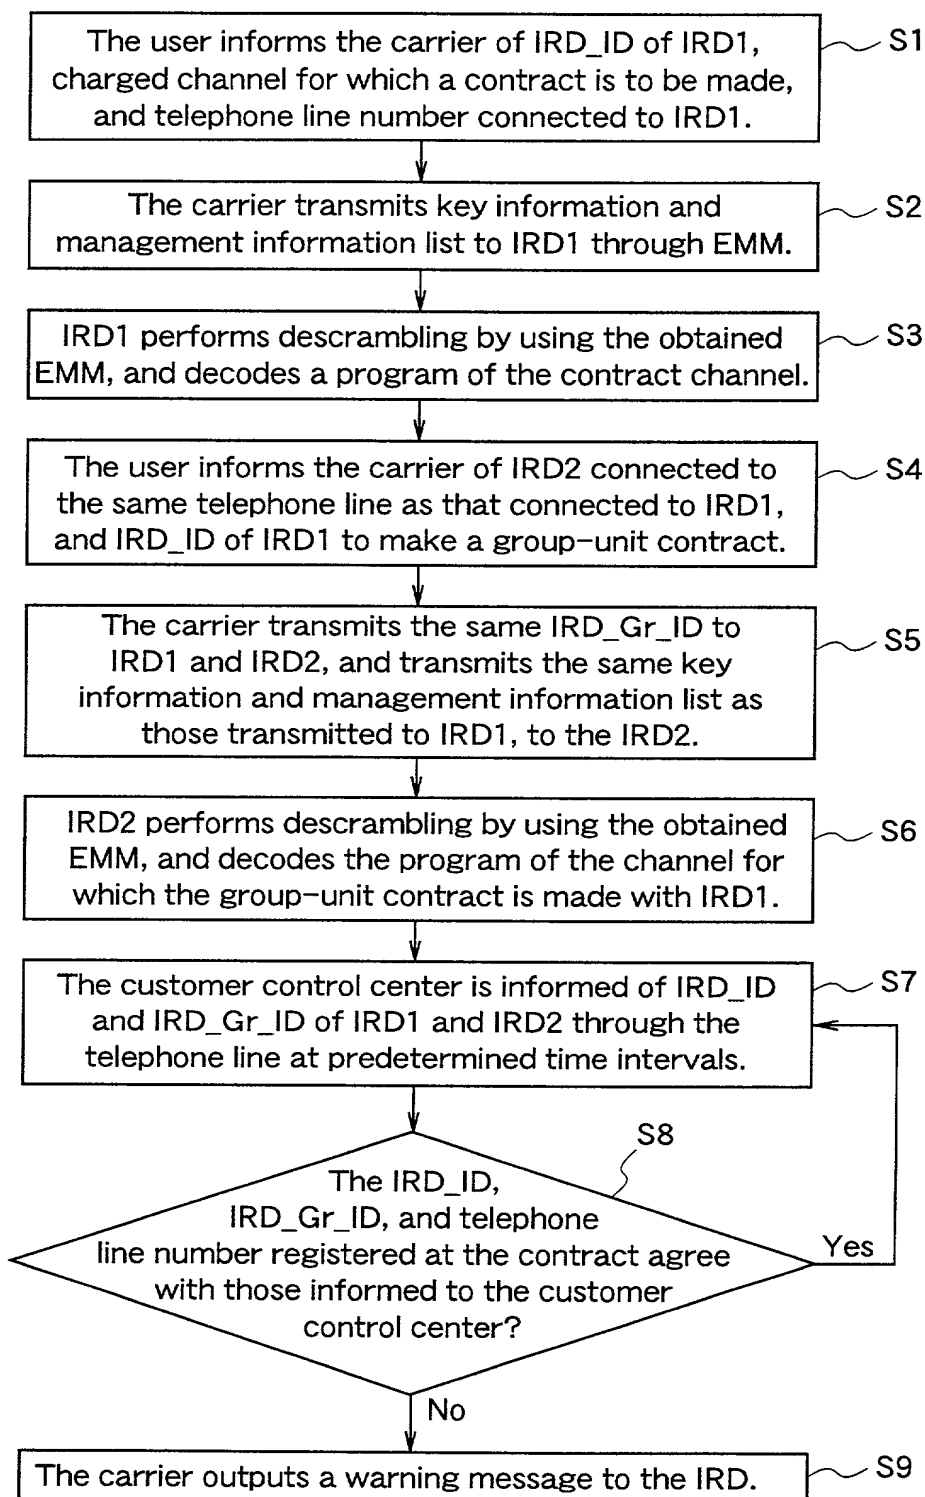 The user informs the carrier of IRD_ID of IRD1,
charged channel for which a contract is to be made,
and telephone line number connected to IRD1.
S1
The carrier transmits key information and
management information list to IRD1 through EMM.
S2
IRD1 performs descrambling by using the obtained
EMM, and decodes a program of the contract channel.
S3
The user informs the carrier of IRD2 connected to
the same telephone line as that connected to IRD1,
and IRD_ID of IRD1 to make a group-unit contract.
S4
The carrier transmits the same IRD_Gr_ID to
IRD1 and IRD2, and transmits the same key
information and management information list as
those transmitted to IRD1, to the IRD2.
S5
IRD2 performs descrambling by using the obtained
EMM, and decodes the program of the channel for
which the group-unit contract is made with IRD1.
S6
The customer control center is informed of IRD_ID
and IRD_Gr_ID of IRD1 and IRD2 through the
telephone line at predetermined time intervals.
S7
S8
The IRD_ID,
IRD_Gr_ID, and telephone
line number registered at the contract agree
with those informed to the customer
control center?
Yes
No
The carrier outputs a warning message to the IRD.
S9